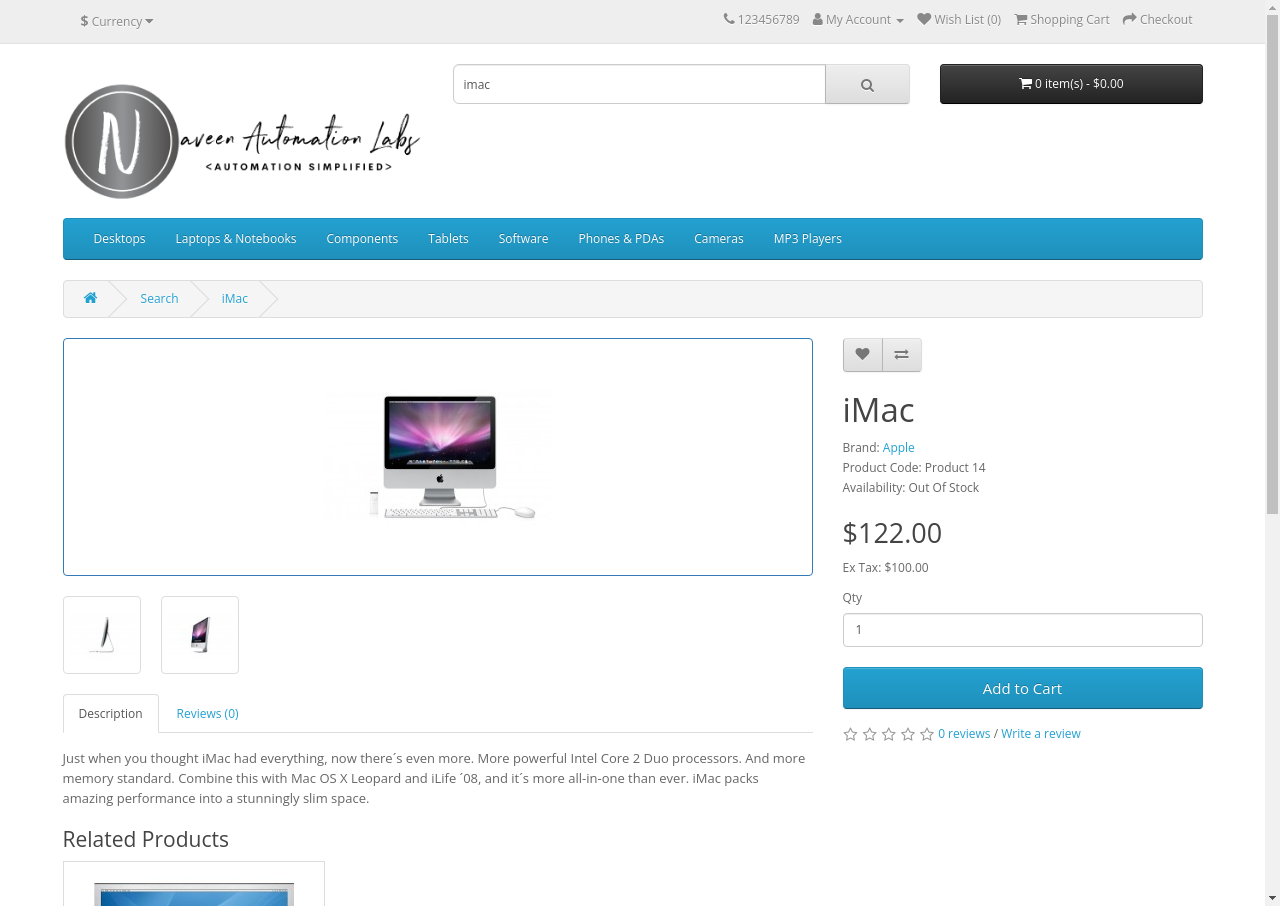 $ Currency
123456789 My Account Wish List (0) Shopping Cart Checkout
Naveen Automation Labs
<AUTOMATION SIMPLIFIED>
imac
0 item(s) - $0.00
Desktops Laptops & Notebooks Components Tablets Software Phones & PDAs Cameras MP3 Players
Search iMac
iMac
Brand: Apple
Product Code: Product 14
Availability: Out Of Stock
$122.00
Ex Tax: $100.00
Qty
1
Add to Cart
0 reviews / Write a review
Description Reviews (0)
Just when you thought iMac had everything, now there´s even more. More powerful Intel Core 2 Duo processors. And more
memory standard. Combine this with Mac OS X Leopard and iLife ´08, and it´s more all-in-one than ever. iMac packs
amazing performance into a stunningly slim space.
Related Products